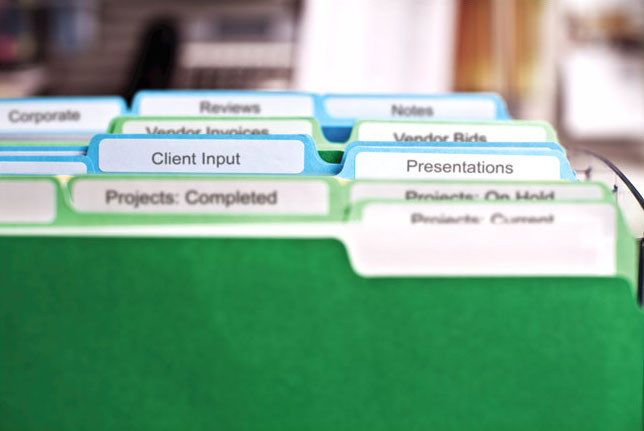 Corporate
Reviews
Notes
Vendor Invoices
Vendor Bids
Client Input
Presentations
Projects: Completed
Projects: On Hold
Projects: Current